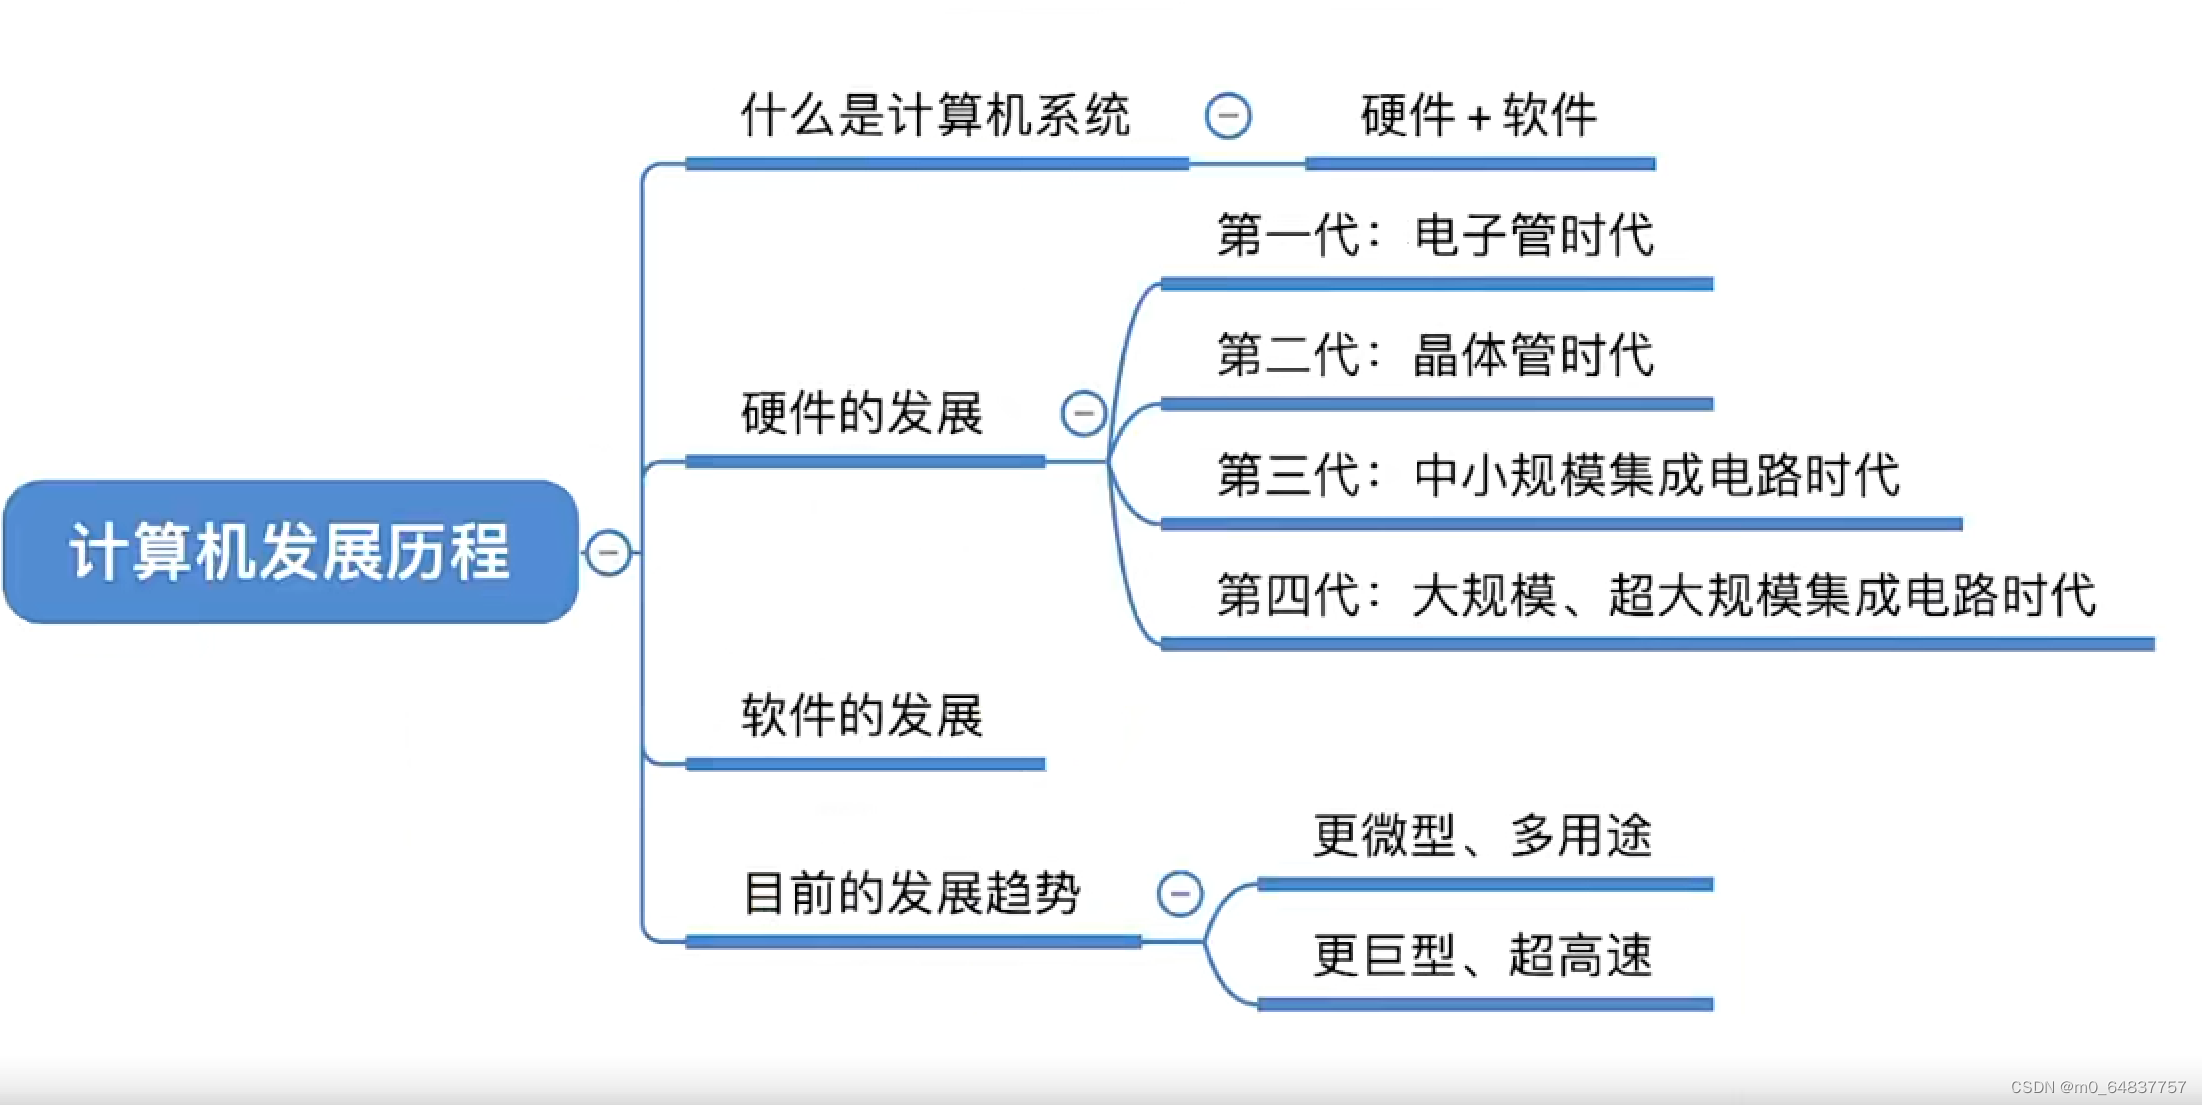 什么是计算机系统
硬件+软件
第一代：电子管时代
第二代：晶体管时代
硬件的发展
第三代：中小规模集成电路时代
计算机发展历程
第四代：大规模、超大规模集成电路时代
软件的发展
更微型、多用途
目前的发展趋势
更巨型、超高速
CSDN @m0_64837757